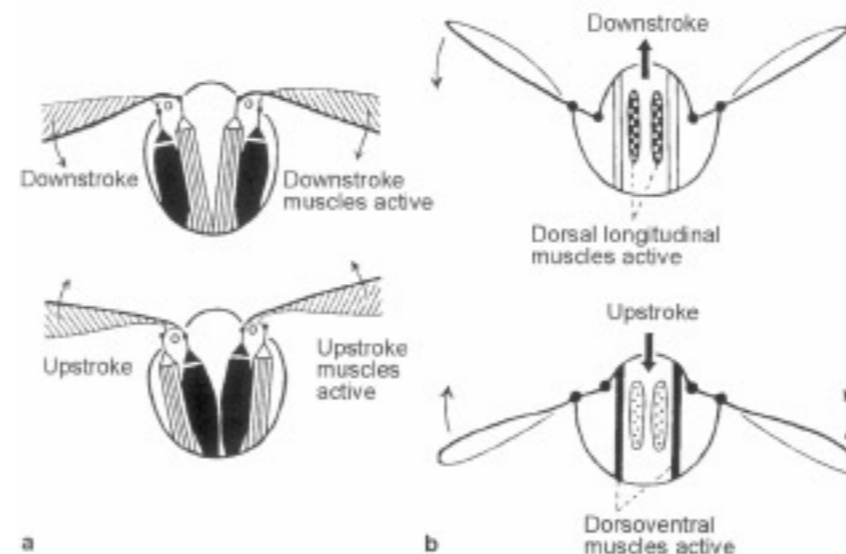 Downstroke
Downstroke
muscles active
Upstroke
Upstroke
muscles
active
a
Downstroke
Dorsal longitudinal
muscles active
Upstroke
Dorsoventral
muscles active
b